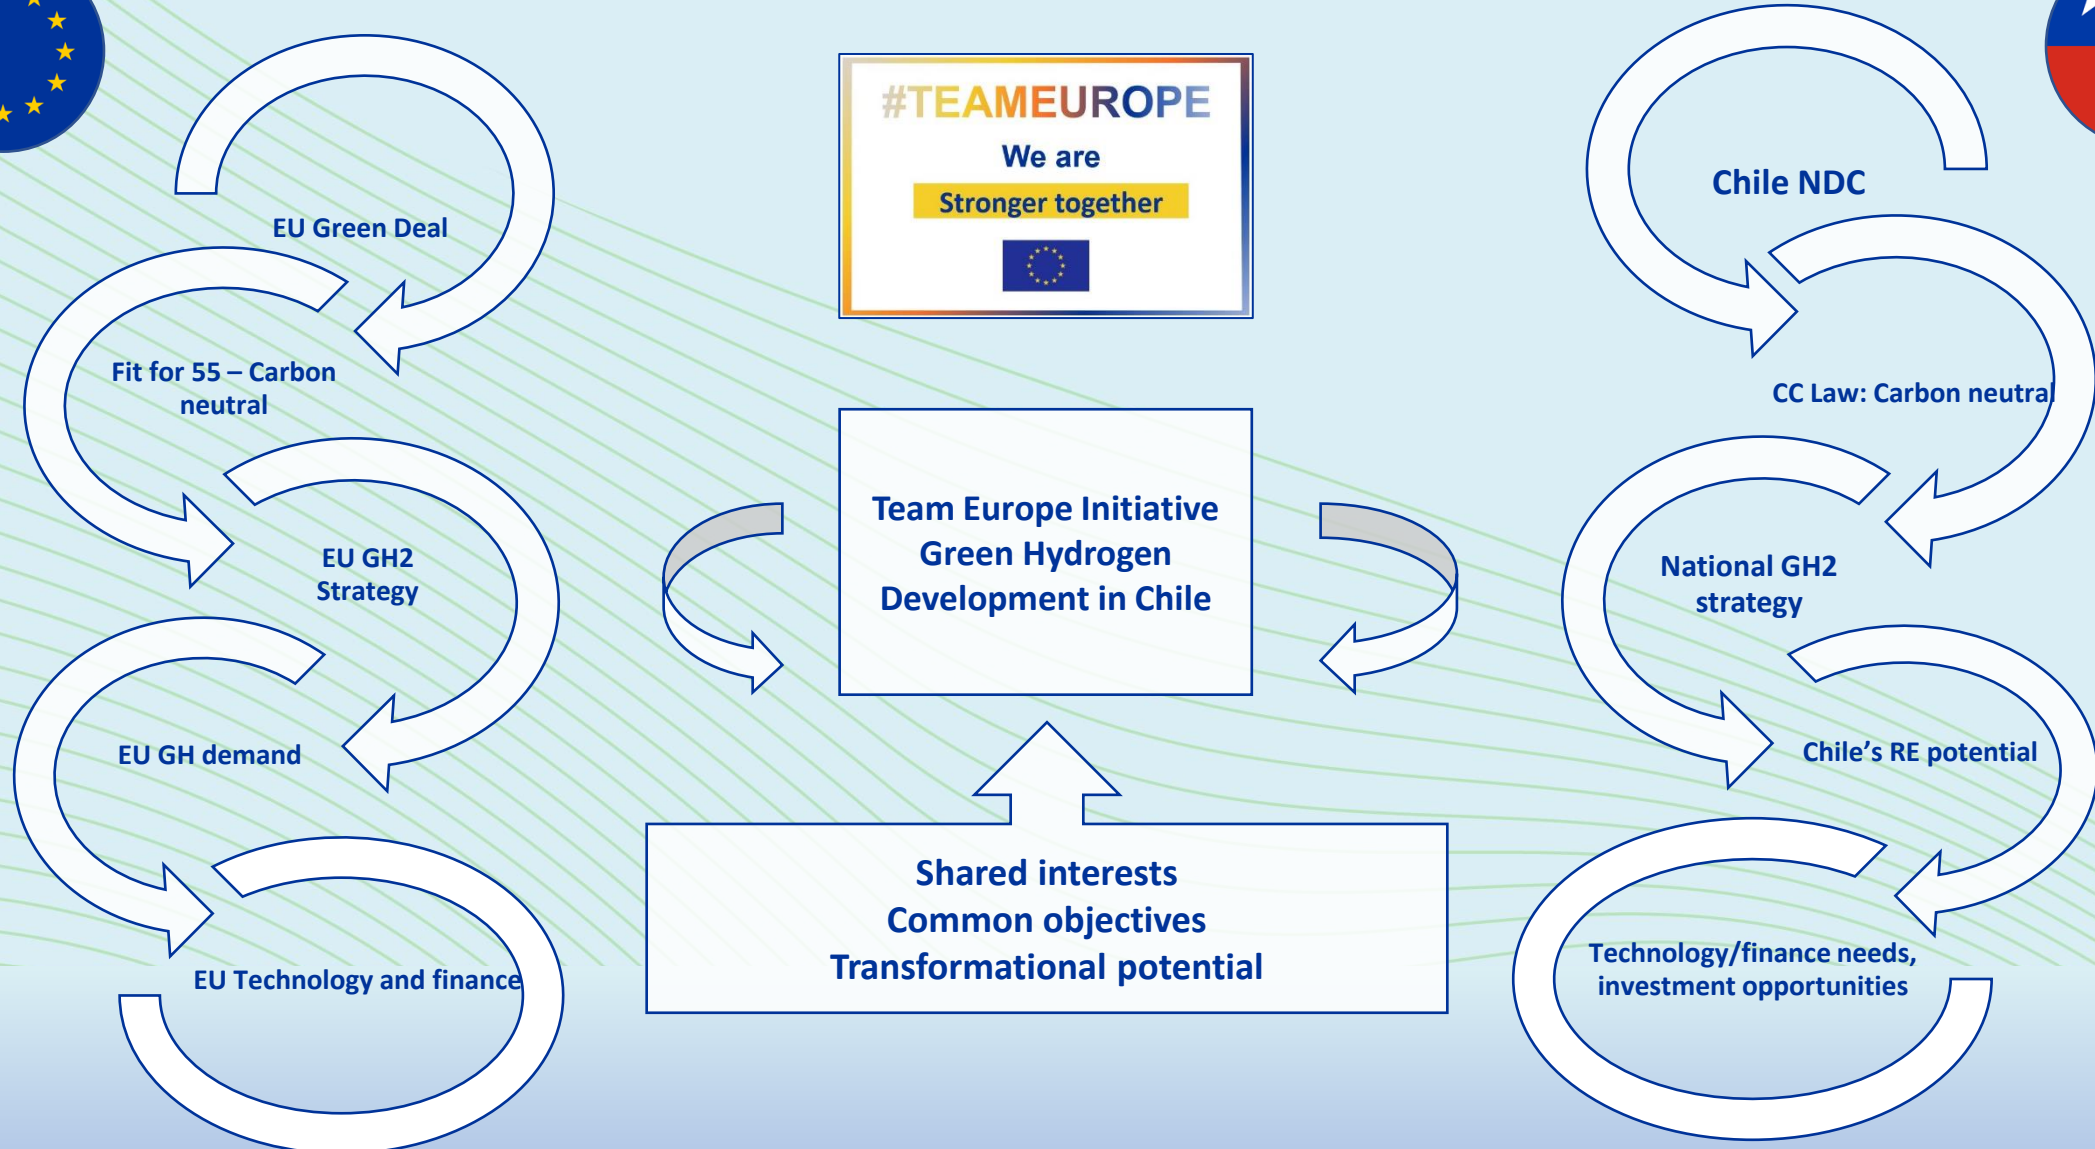 #TEAMEUROPE
We are
Stronger together
EU Green Deal
Fit for 55 – Carbon
neutral
EU GH2
Strategy
EU GH demand
EU Technology and finance
Team Europe Initiative
Green Hydrogen
Development in Chile
Shared interests
Common objectives
Transformational potential
Chile NDC
CC Law: Carbon neutral
National GH2
strategy
Chile’s RE potential
Technology/finance needs,
investment opportunities